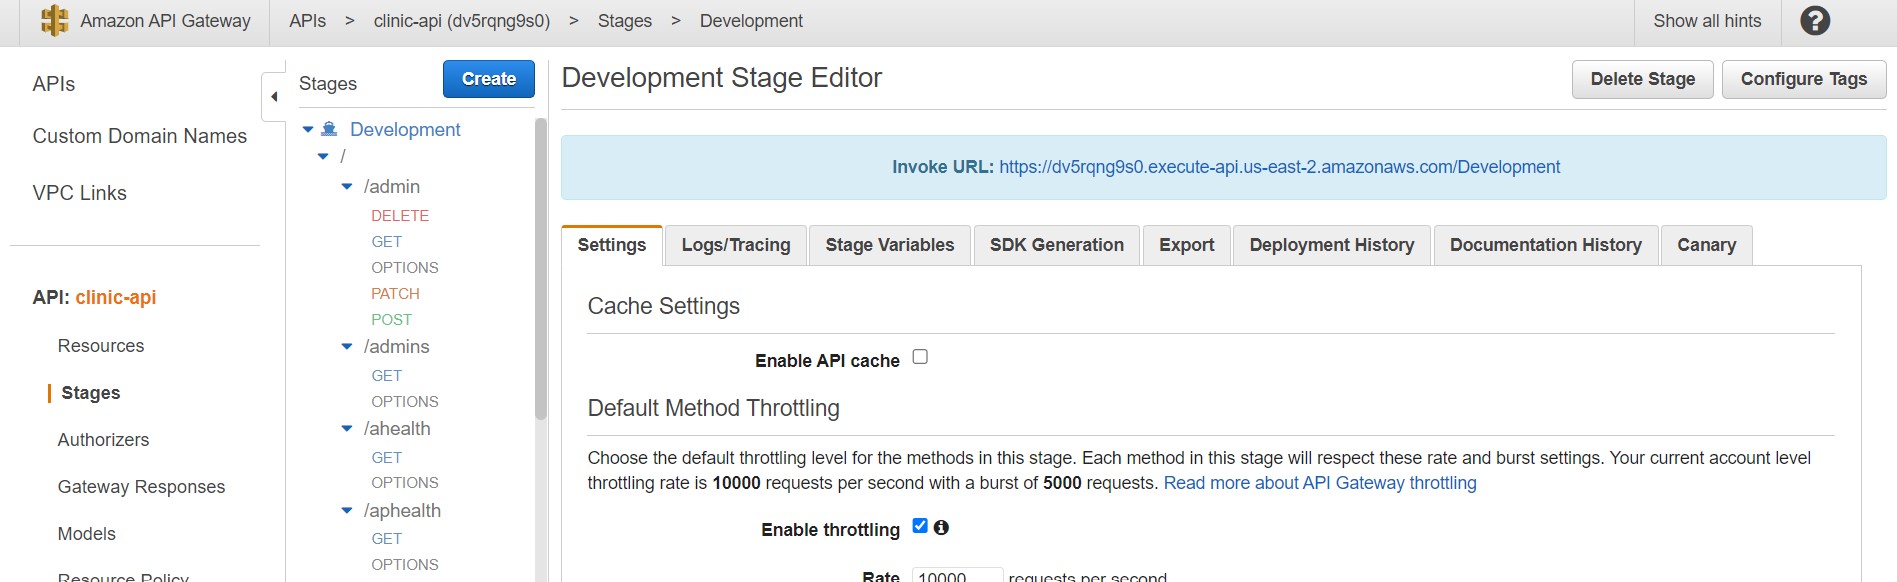 Amazon API Gateway
APIs > clinic-api (dv5rqng9s0) > Stages > Development
Show all hints
?
APIs
Custom Domain Names
VPC Links
API: clinic-api
Resources
Stages
Authorizers
Gateway Responses
Models
Resource Policy
Stages
Create
Development
/
/admin
DELETE
GET
OPTIONS
PATCH
POST
/admins
GET
OPTIONS
/ahealth
GET
OPTIONS
/aphealth
GET
OPTIONS
Development Stage Editor
Delete Stage
Configure Tags
Invoke URL: https://dv5rqng9s0.execute-api.us-east-2.amazonaws.com/Development
Settings
Logs/Tracing
Stage Variables
SDK Generation
Export
Deployment History
Documentation History
Canary
Cache Settings
Enable API cache
Default Method Throttling
Choose the default throttling level for the methods in this stage. Each method in this stage will respect these rate and burst settings. Your current account level
throttling rate is 10000 requests per second with a burst of 5000 requests. Read more about API Gateway throttling
Enable throttling
Rate 10000 requests per second